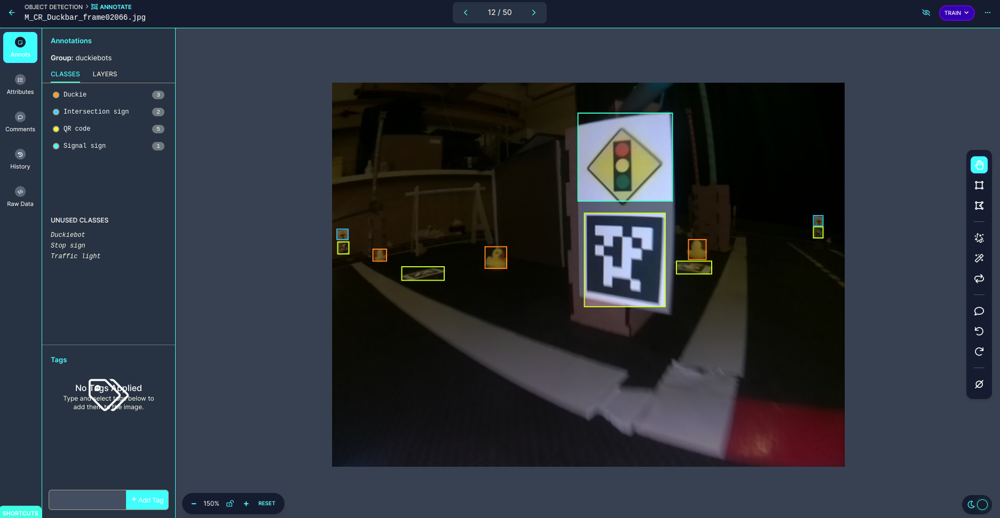 OBJECT DETECTION > ANNOTATE
M_CR_Duckbar_frame02066.jpg
12 / 50
TRAIN
Annots
Attributes
Comments
History
Raw Data
SHORTCUTS
Annotations
Group: duckiebots
CLASSES LAYERS
Duckie 3
Intersection sign 2
QR code 5
Signal sign 1
UNUSED CLASSES
Duckiebot
Stop sign
Traffic light
Tags
No Tags Applied
Type and select tags below to
add them to the image.
+ Add Tag
150%
RESET